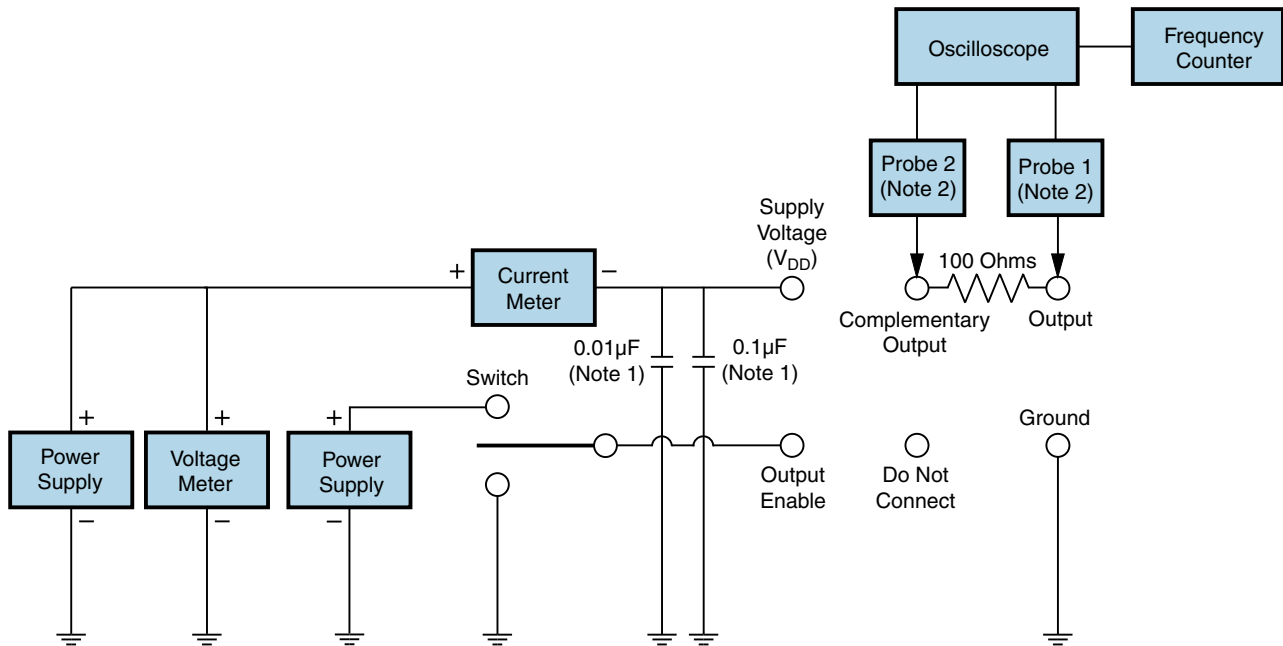 Oscilloscope
Frequency
Counter
Probe 2
(Note 2)
Probe 1
(Note 2)
Supply
Voltage
(VDD)
100 Ohms
Complementary
Output
Output
+
Current
Meter
−
0.01µF
(Note 1)
0.1µF
(Note 1)
Switch
+
Power
Supply
−
+
Voltage
Meter
−
+
Power
Supply
−
Output
Enable
Do Not
Connect
Ground